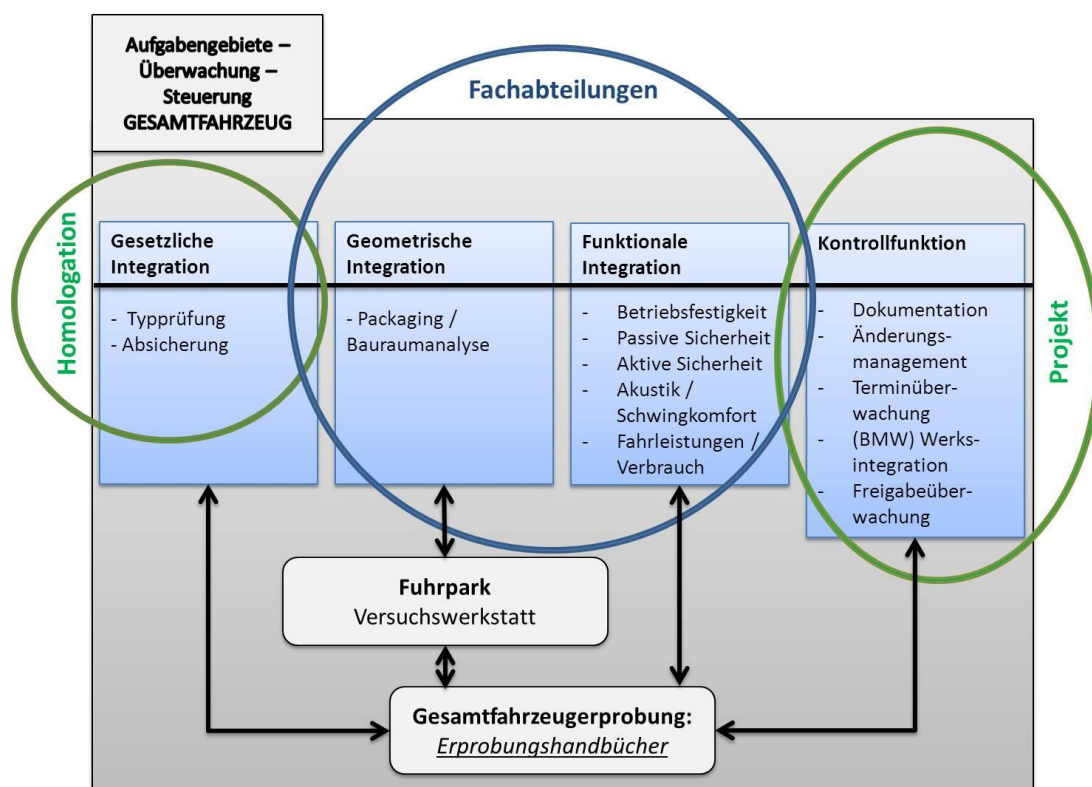 Aufgabengebiete –
Überwachung –
Steuerung
GESAMTFAHRZEUG
Fachabteilungen
Homologation
Gesetzliche
Integration
- Typprüfung
- Absicherung
Geometrische
Integration
- Packaging /
Bauraumanalyse
Funktionale
Integration
- Betriebsfestigkeit
- Passive Sicherheit
- Aktive Sicherheit
- Akustik /
Schwingkomfort
- Fahrleistungen /
Verbrauch
Kontrollfunktion
- Dokumentation
- Änderungs-
management
- Terminüber-
wachung
- (BMW) Werks-
integration
- Freigabeüber-
wachung
Projekt
Fuhrpark
Versuchswerkstatt
Gesamtfahrzeugerprobung:
Erprobungshandbücher